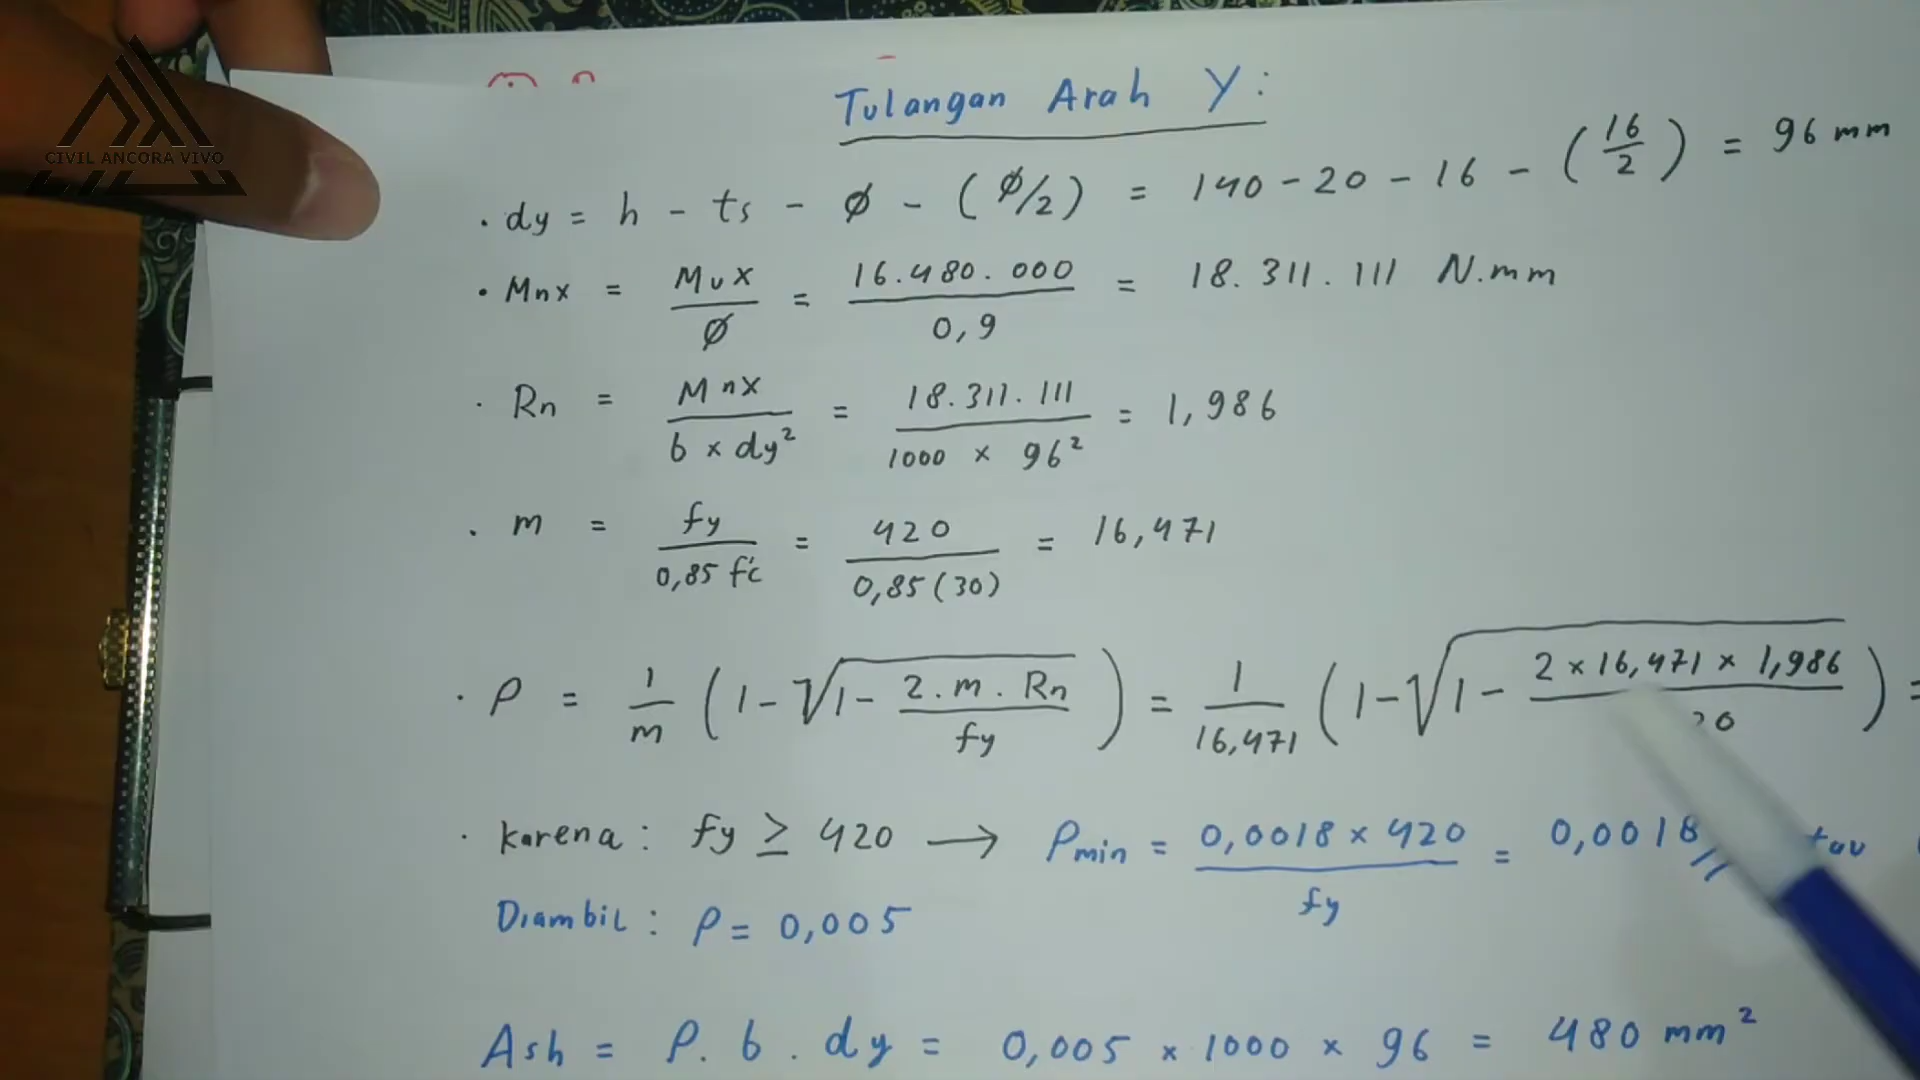 CIVIL ANCORA VIVO
Tulangan Arah Y :
· dy = h - ts - ø - (ø/2) = 140 - 20 - 16 - (16/2) = 96 mm
· Mnx = Mux/ø = 16.480.000/0,9 = 18.311.111 N.mm
· Rn = Mnx/(b x dy²) = 18.311.111/(1000 x 96²) = 1,986
· m = fy/(0,85 f'c) = 420/(0,85(30)) = 16,471
· ρ = 1/m (1-√(1- (2.m.Rn)/fy)) = 1/16,471 (1-√(1- (2 x 16,471 x 1,986)/20)) =
· Karena : fy ≥ 420 → ρmin = (0,0018 x 420)/fy = 0,0018//
Diambil : ρ = 0,005
Ash = ρ. b . dy = 0,005 x 1000 x 96 = 480 mm²